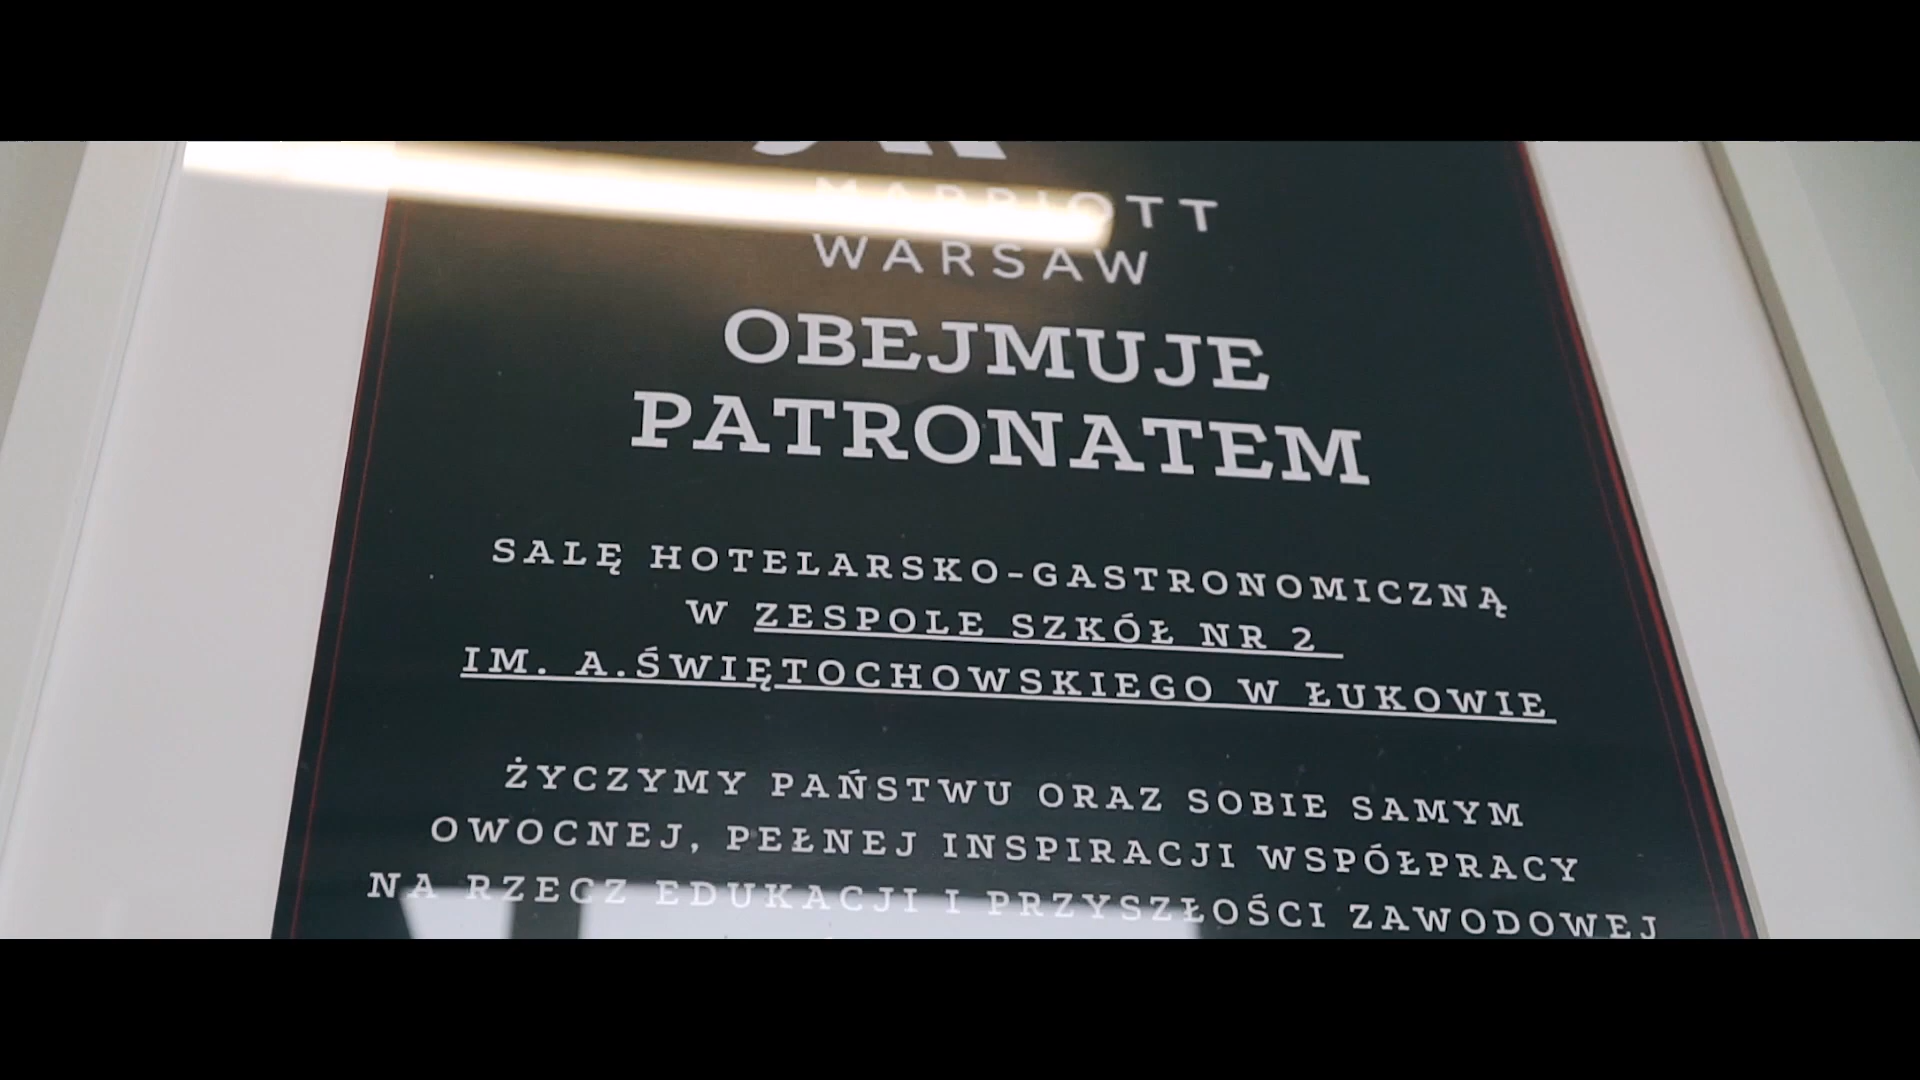 MARRIOTT
WARSAW
OBEJMUJE
PATRONATEM
SALĘ HOTELARSKO-GASTRONOMICZNĄ
W ZESPOLE SZKÓŁ NR 2
IM. A.ŚWIĘTOCHOWSKIEGO W ŁUKOWIE
ŻYCZYMY PAŃSTWU ORAZ SOBIE SAMYM
OWOCNEJ, PEŁNEJ INSPIRACJI WSPÓŁPRACY
NA RZECZ EDUKACJI I PRZYSZŁOŚCI ZAWODOWEJ